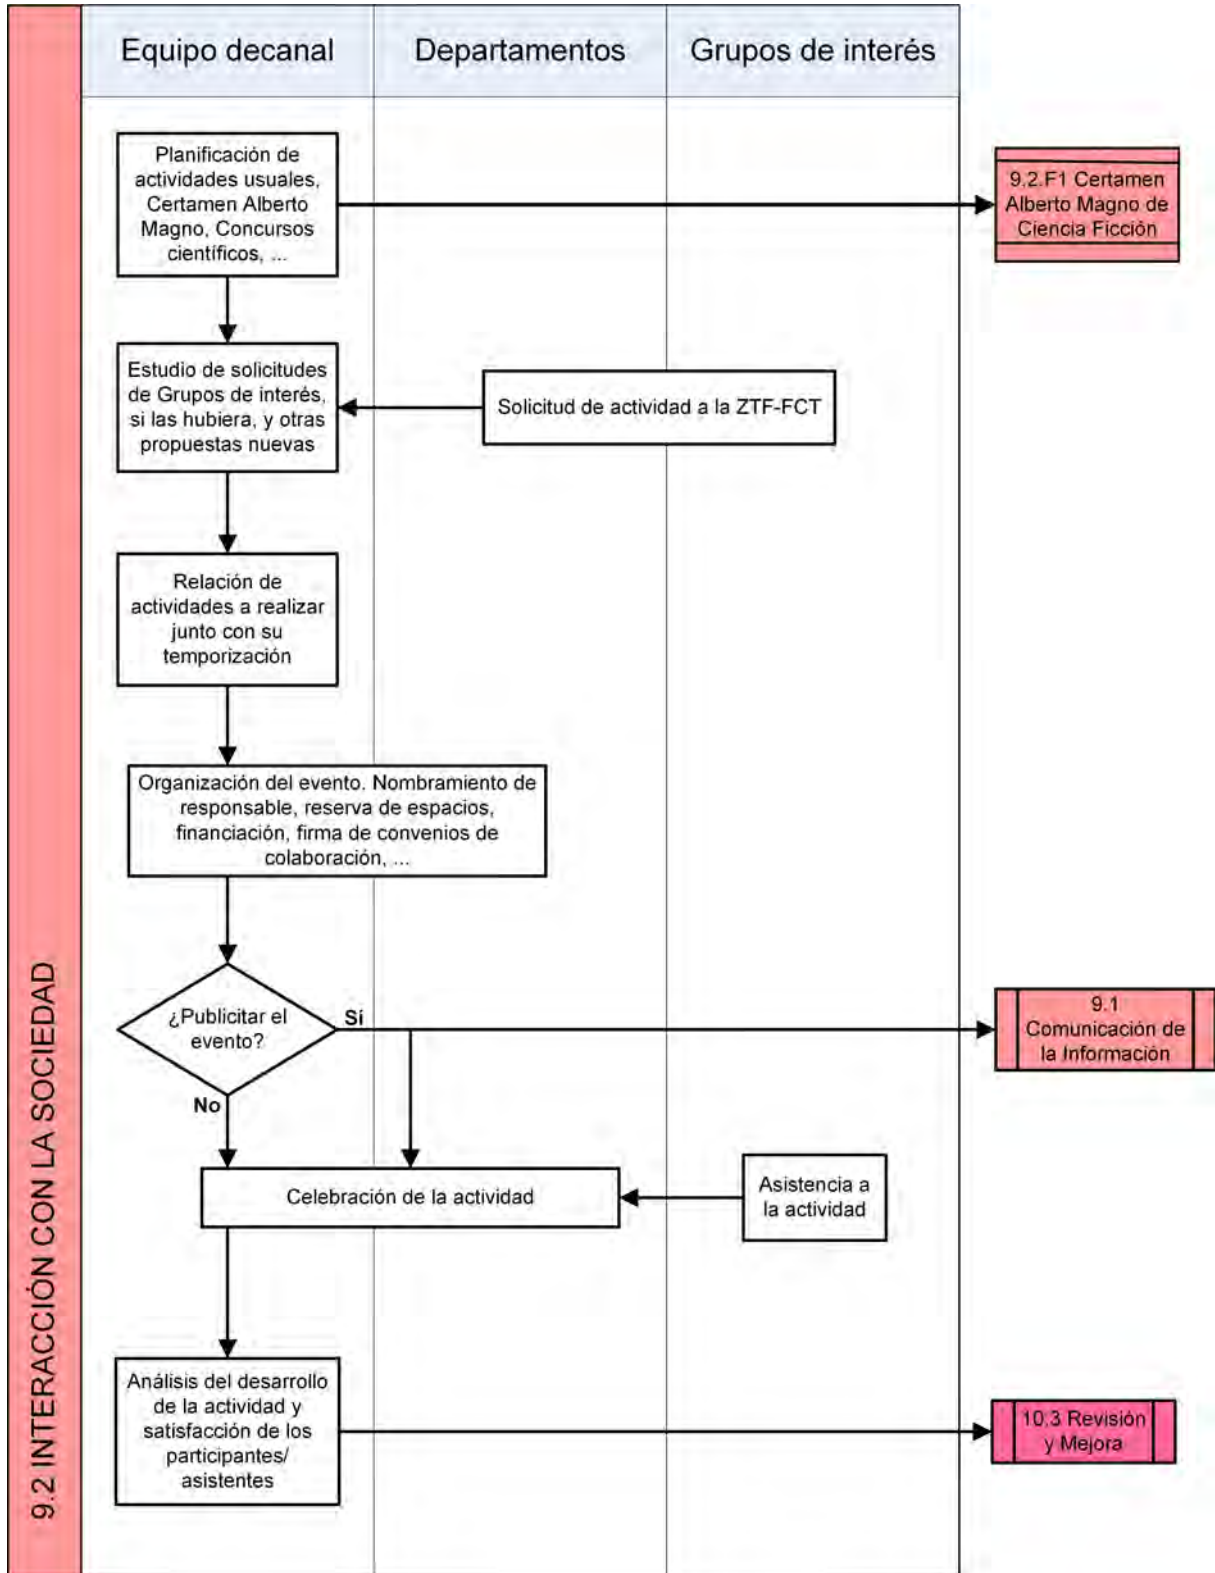 9.2 INTERACCIÓN CON LA SOCIEDAD
Equipo decanal
Departamentos
Grupos de interés
Planificación de
actividades usuales,
Certamen Alberto
Magno, Concursos
científicos, ...
9.2.F1 Certamen
Alberto Magno de
Ciencia Ficción
Estudio de solicitudes
de Grupos de interés,
si las hubiera, y otras
propuestas nuevas
Solicitud de actividad a la ZTF-FCT
Relación de
actividades a realizar
junto con su
temporización
Organización del evento. Nombramiento de
responsable, reserva de espacios,
financiación, firma de convenios de
colaboración, ...
¿Publicitar el
evento?
Sí
No
9.1
Comunicación de
la Información
Celebración de la actividad
Asistencia a
la actividad
Análisis del desarrollo
de la actividad y
satisfacción de los
participantes/
asistentes
10.3 Revisión
y Mejora